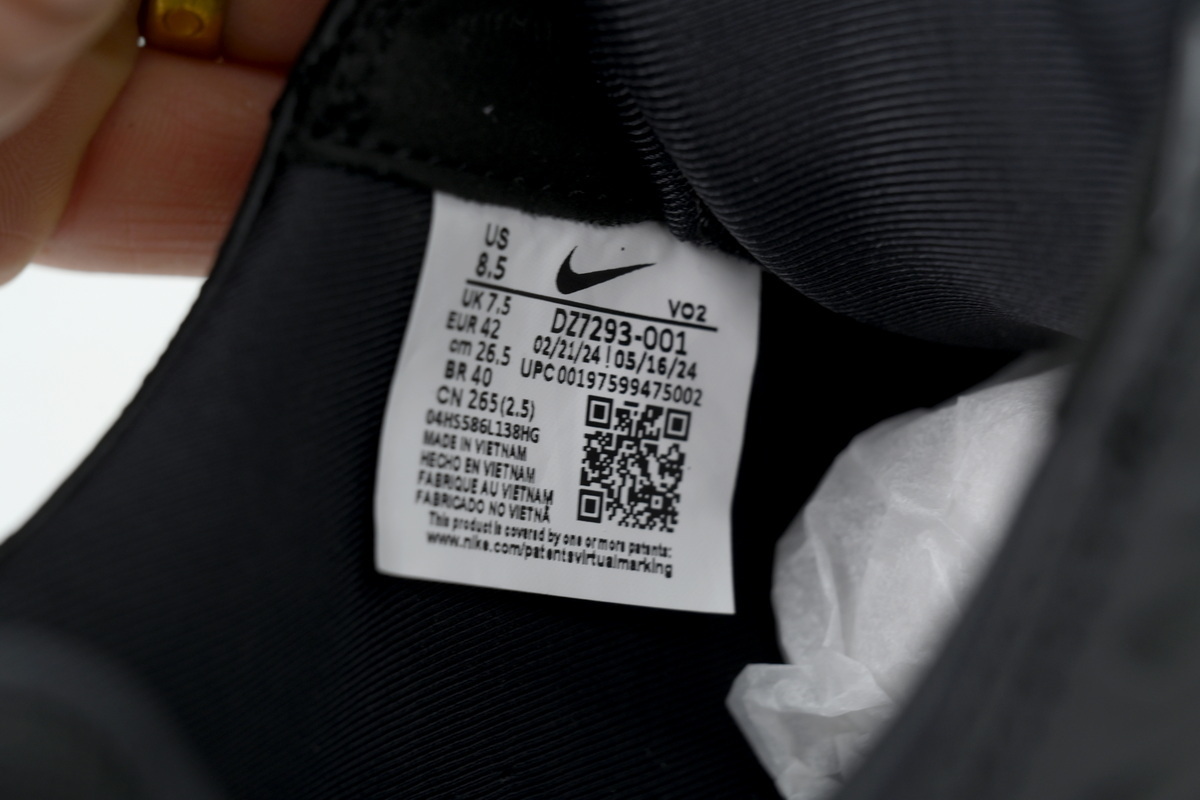 US
8.5
VO2
UK 7.5
DZ7293-001
EUR 42
02/21/24 | 05/16/24
cm 26.5
UPC 00197599475002
BR 40
CN 265(2.5)
04HS586L138HG
MADE IN VIETNAM
HECHO EN VIETNAM
FABRIQUE AU VIETNAM
FABRICADO NO VIETNÃ
This product is covered by one or more patents:
www.nike.com/patentsvirtualmarking